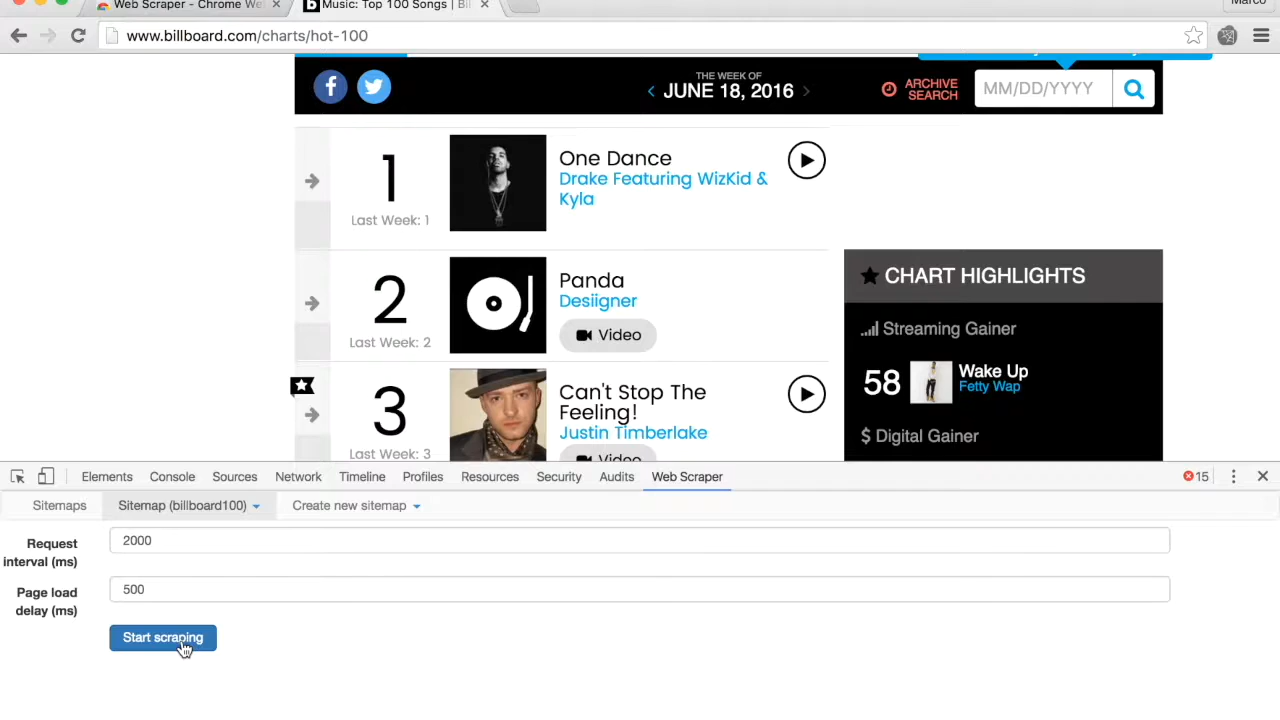 Web Scraper - Chrome We
Music: Top 100 Songs | Bil
Marco
www.billboard.com/charts/hot-100
THE WEEK OF
JUNE 18, 2016
ARCHIVE
SEARCH
MM/DD/YYYY
1
Last Week: 1
One Dance
Drake Featuring WizKid &
Kyla
2
Last Week: 2
Panda
Desiigner
Video
3
Last Week: 3
Can't Stop The
Feeling!
Justin Timberlake
Video
CHART HIGHLIGHTS
Streaming Gainer
58
Wake Up
Fetty Wap
$ Digital Gainer
Elements Console Sources Network Timeline Profiles Resources Security Audits Web Scraper 15
Sitemaps Sitemap (billboard100) Create new sitemap
Request
interval (ms)
2000
Page load
delay (ms)
500
Start scraping